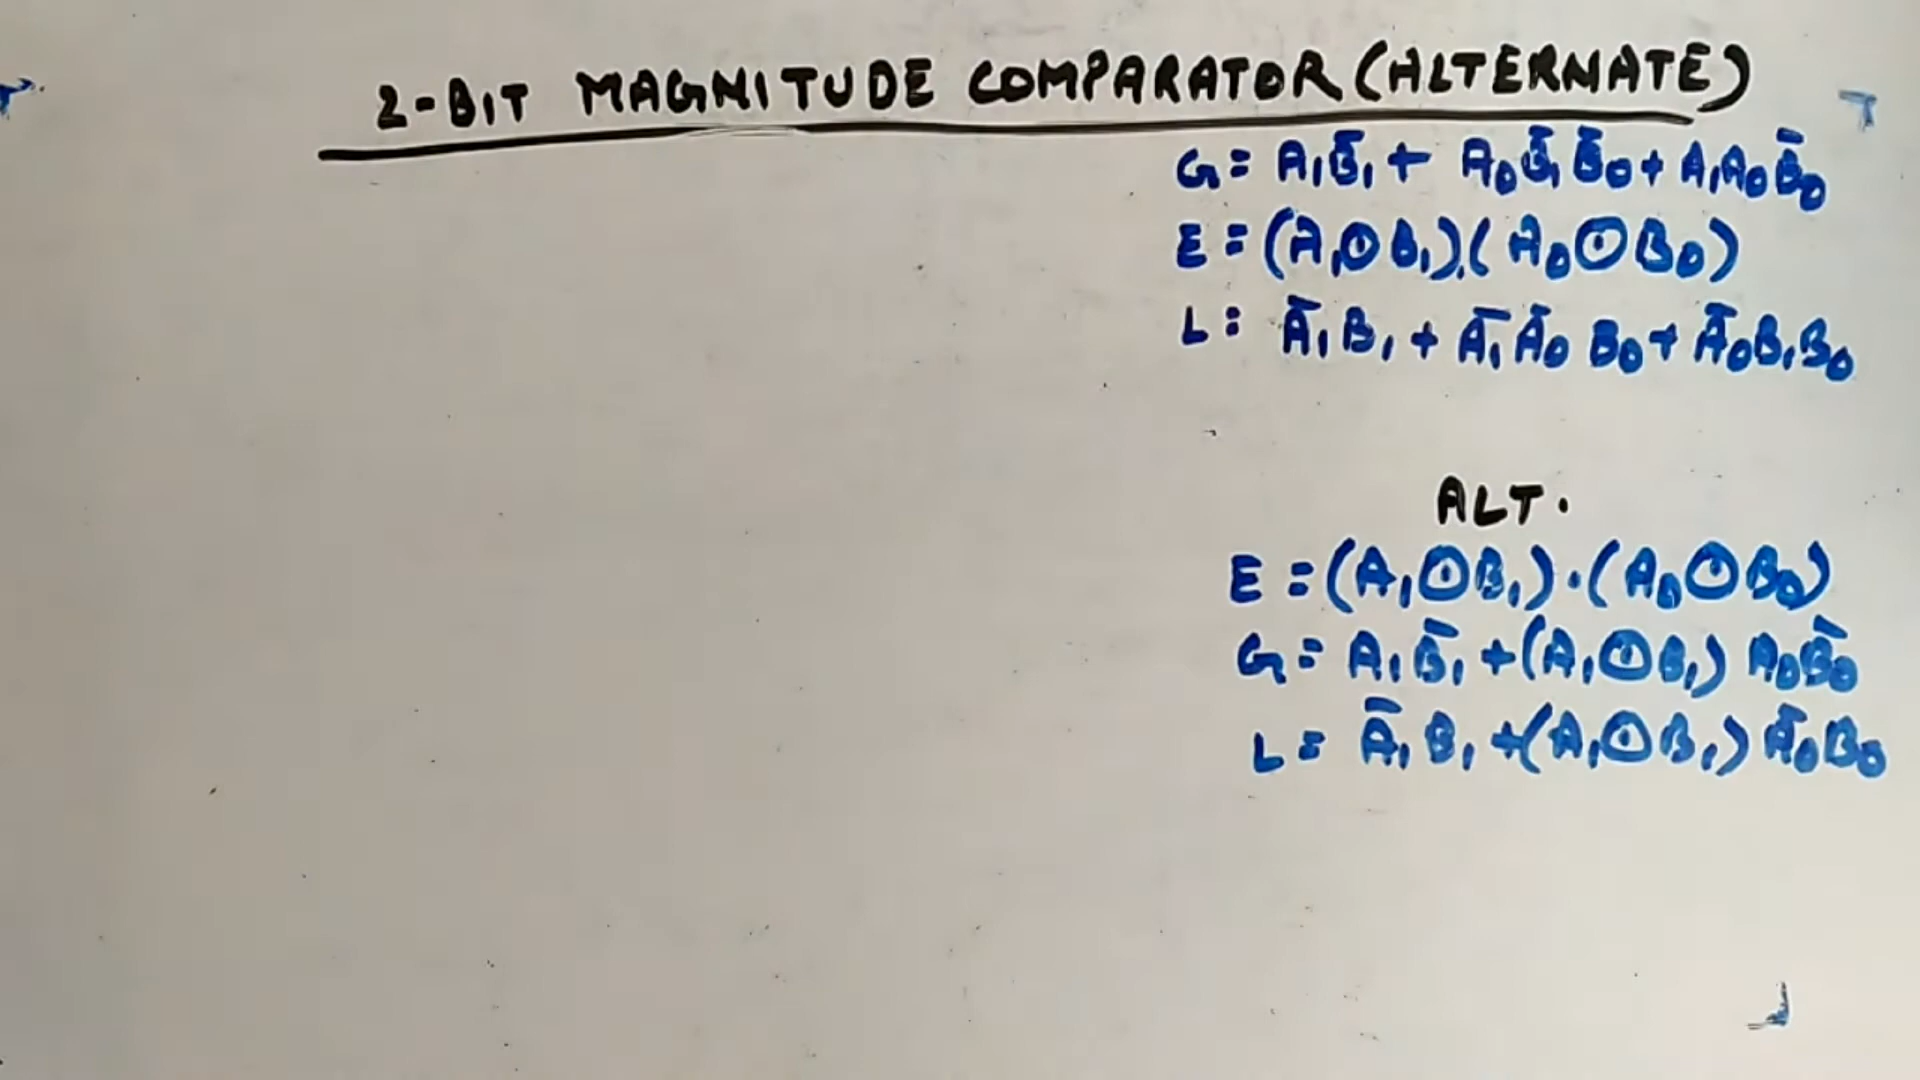 2-BIT MAGNITUDE COMPARATOR (ALTERNATE)
G = A₁B̄₁ + A₀B̄₁B̄₀ + A₁A₀B̄₀
E = (A₁⊙B₁).(A₀⊙B₀)
L = Ā₁B₁ + Ā₁Ā₀B₀ + Ā₀B₁B₀
ALT.
E = (A₁⊙B₁)·(A₀⊙B₀)
G = A₁B̄₁ + (A₁⊙B₁) A₀B̄₀
L = Ā₁B₁ + (A₁⊙B₁) Ā₀B₀